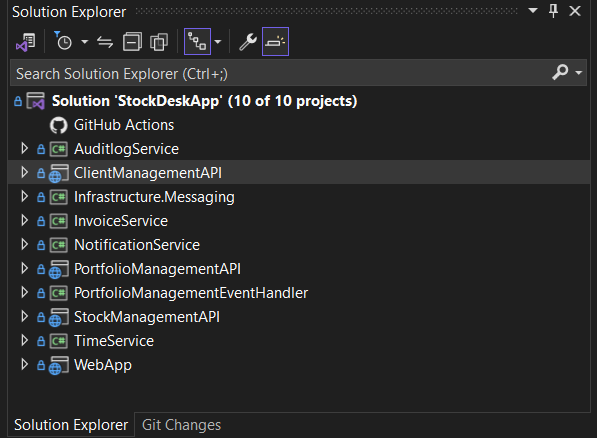 Solution Explorer
Search Solution Explorer (Ctrl+;)
Solution 'StockDeskApp' (10 of 10 projects)
GitHub Actions
C# AuditlogService
ClientManagementAPI
C# Infrastructure.Messaging
C# InvoiceService
C# NotificationService
PortfolioManagementAPI
C# PortfolioManagementEventHandler
StockManagementAPI
C# TimeService
WebApp
Solution Explorer Git Changes